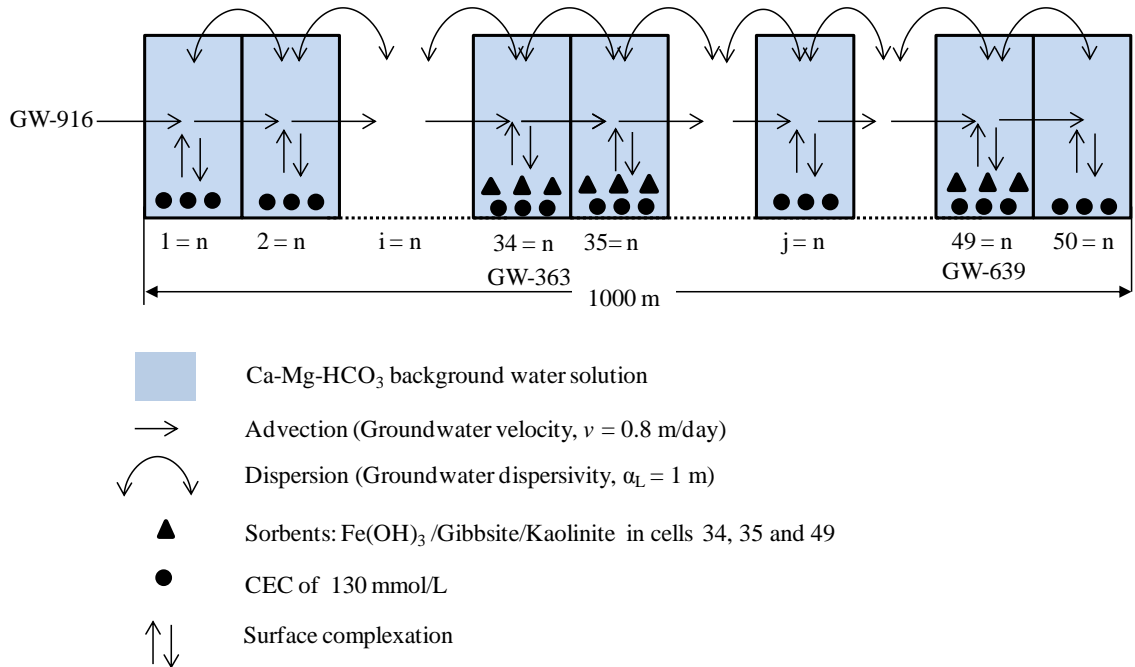 GW-916
1 = n
2 = n
i = n
34 = n
35= n
j = n
49 = n
50 = n
GW-363
GW-639
1000 m
Ca-Mg-HCO₃ background water solution
Advection (Groundwater velocity, v = 0.8 m/day)
Dispersion (Groundwater dispersivity, α_L = 1 m)
Sorbents: Fe(OH)₃ /Gibbsite/Kaolinite in cells 34, 35 and 49
CEC of 130 mmol/L
Surface complexation